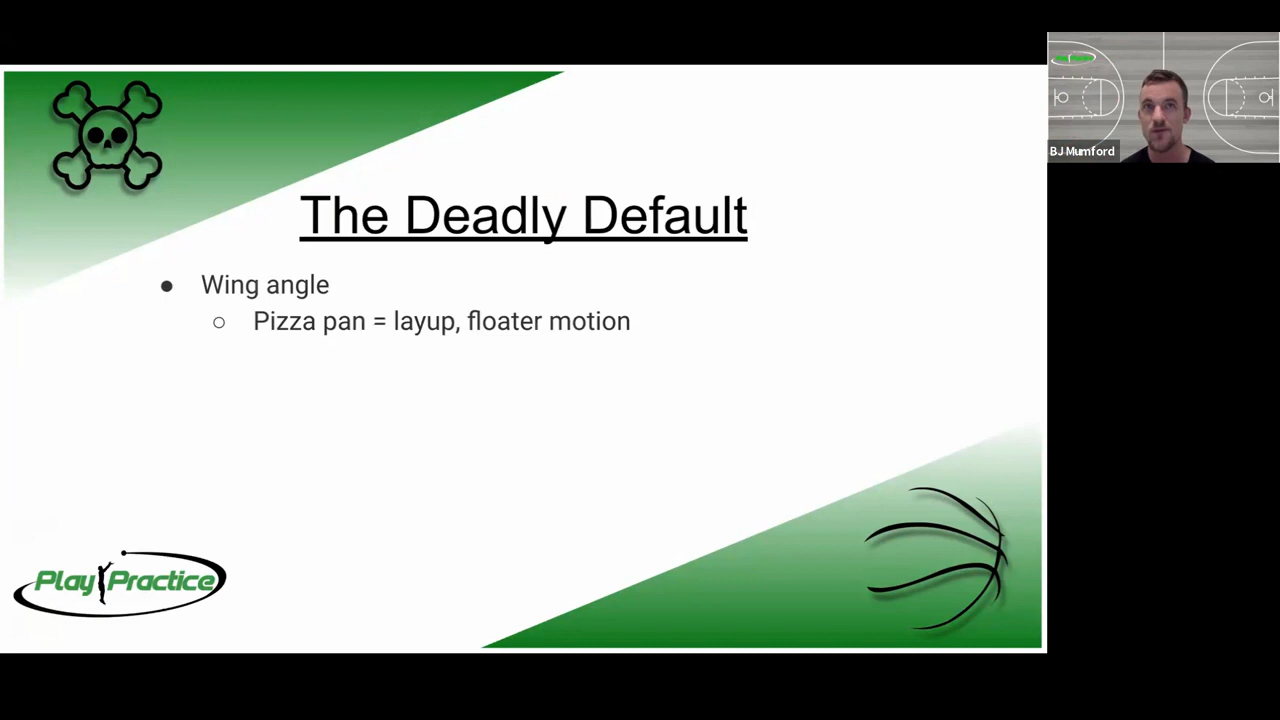 The Deadly Default
● Wing angle
○ Pizza pan = layup, floater motion
Play Practice
BJ Mumford